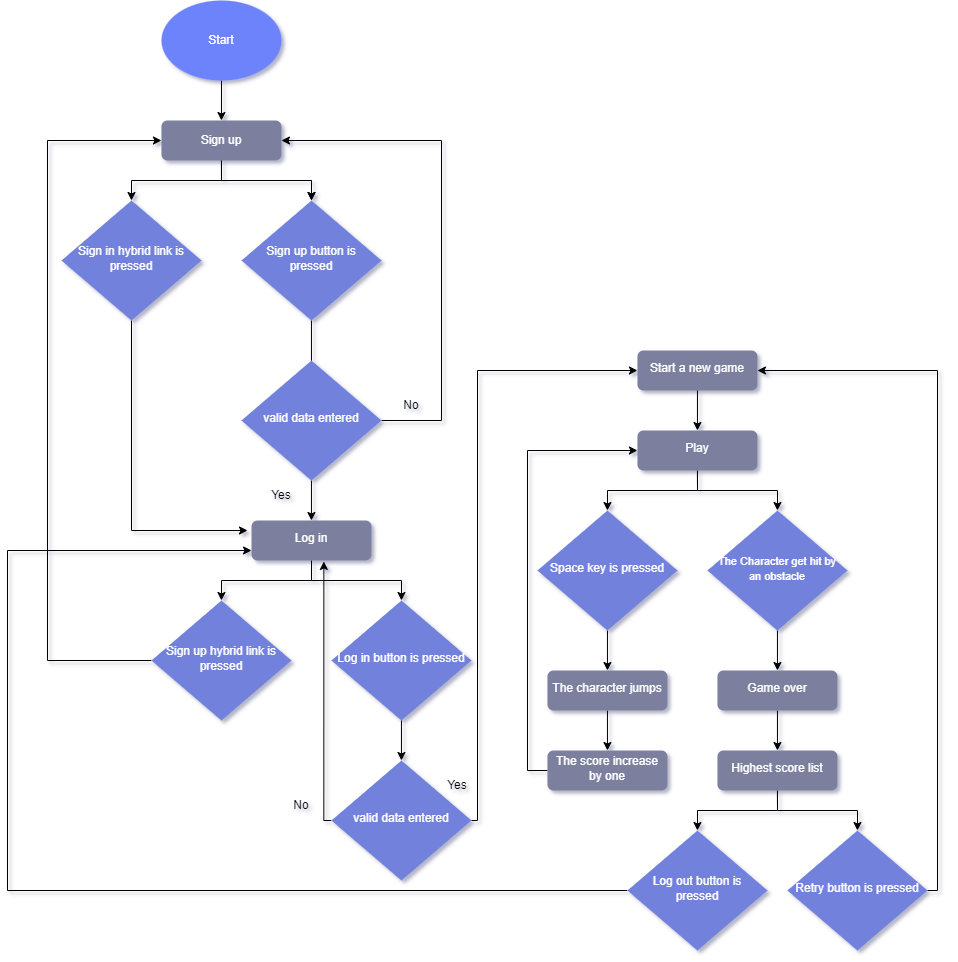 Start
Sign up
Sign in hybrid link is
pressed
Sign up button is
pressed
valid data entered
No
Yes
Log in
Sign up hybrid link is
pressed
Log in button is pressed
valid data entered
No
Yes
Start a new game
Play
Space key is pressed
The Character get hit by
an obstacle
The character jumps
Game over
The score increase
by one
Highest score list
Log out button is
pressed
Retry button is pressed